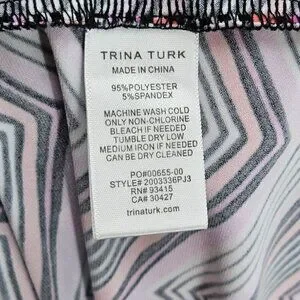 TRINA TURK
MADE IN CHINA
95%POLYESTER
5%SPANDEX
MACHINE WASH COLD
ONLY NON-CHLORINE
BLEACH IF NEEDED
TUMBLE DRY LOW
MEDIUM IRON IF NEEDED
CAN BE DRY CLEANED
PO#00655-00
STYLE# 2003336PJ3
RN# 93415
CA# 30427
trinaturk.com